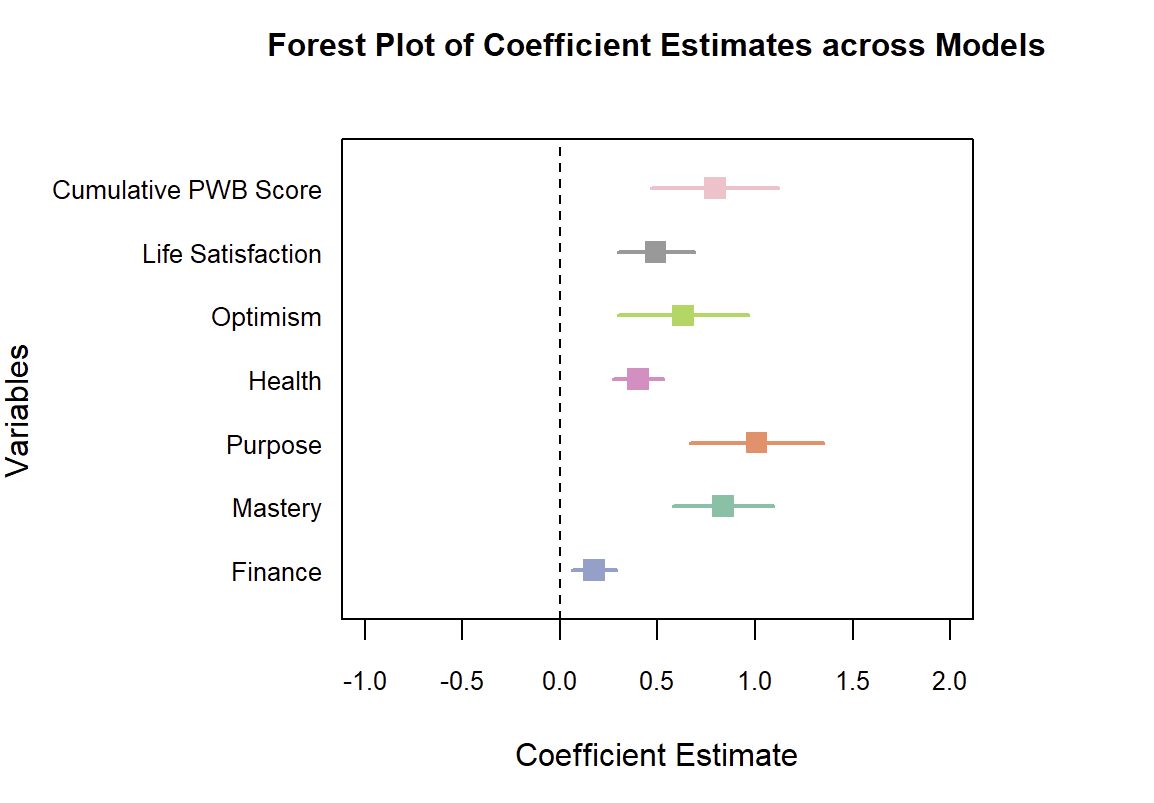 Forest Plot of Coefficient Estimates across Models
Variables
Cumulative PWB Score
Life Satisfaction
Optimism
Health
Purpose
Mastery
Finance
-1.0 -0.5 0.0 0.5 1.0 1.5 2.0
Coefficient Estimate